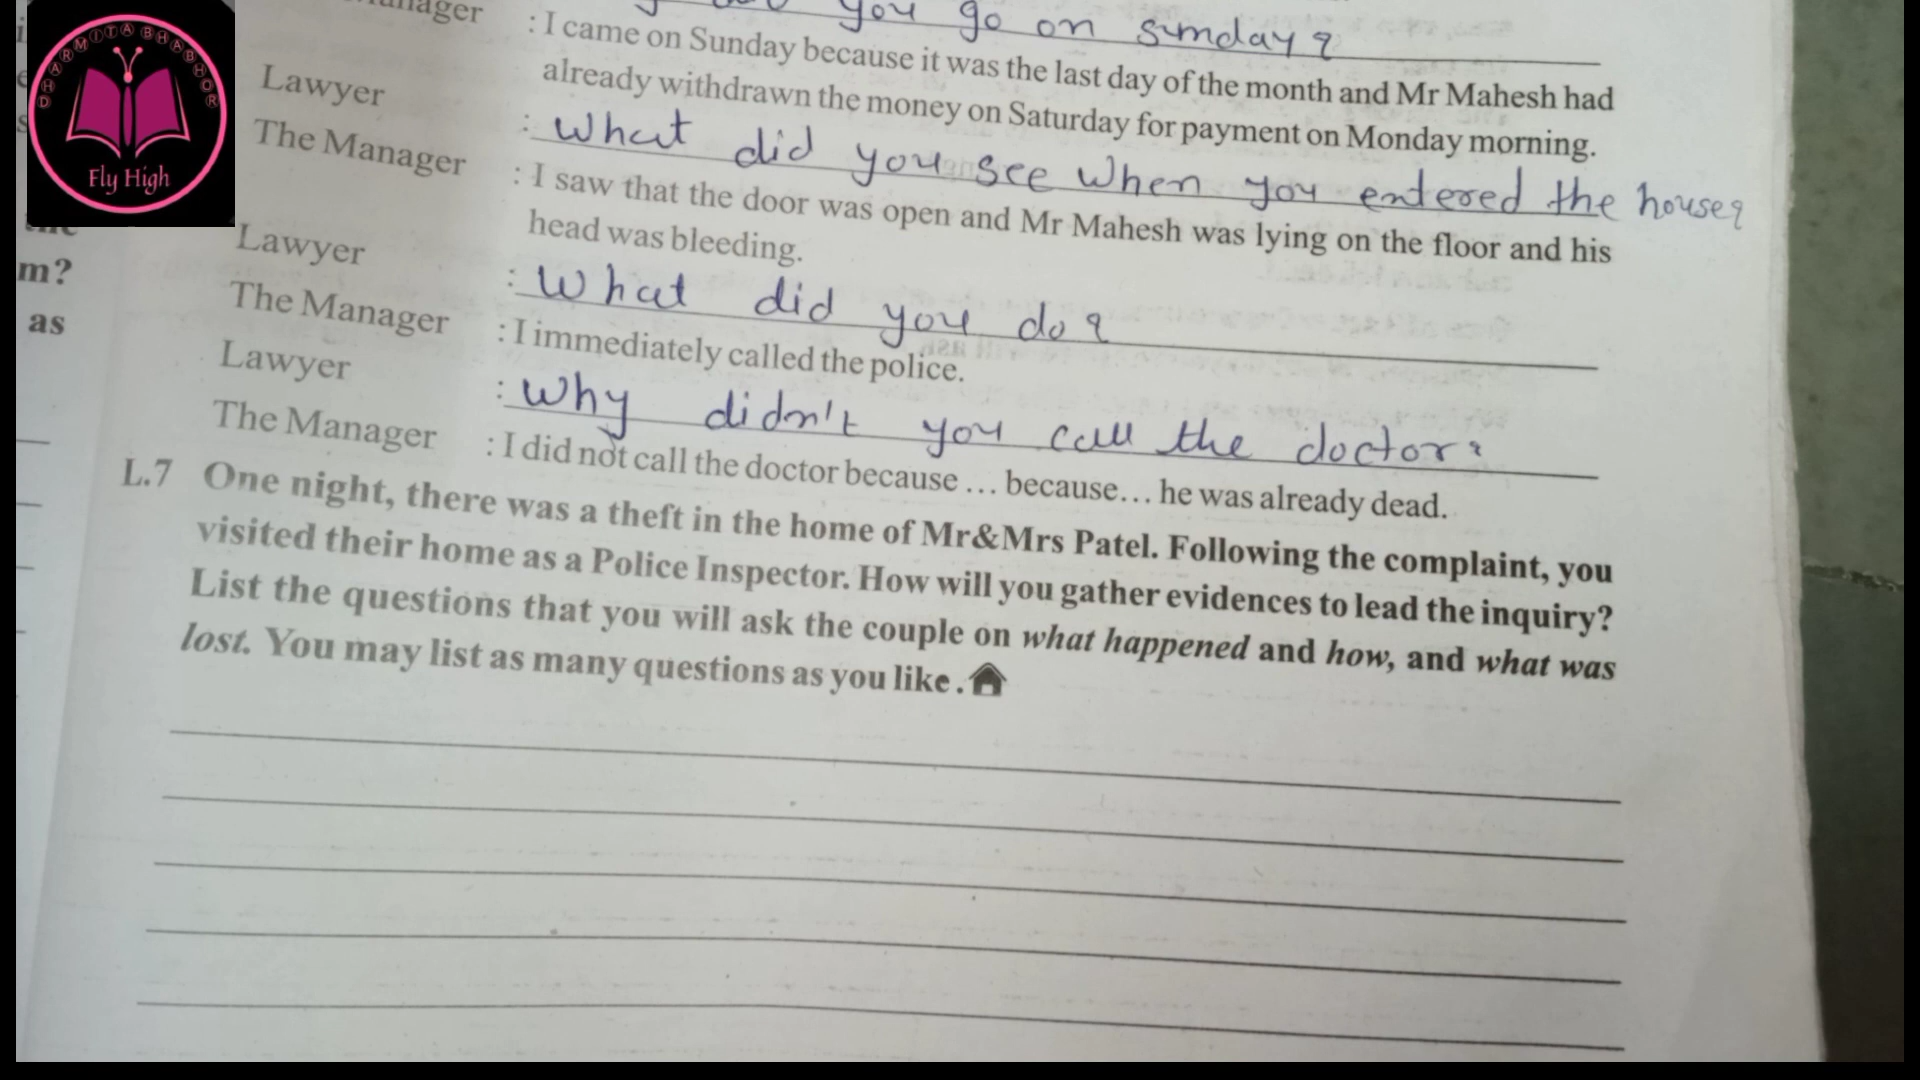 you go on sunday?
: I came on Sunday because it was the last day of the month and Mr Mahesh had
already withdrawn the money on Saturday for payment on Monday morning.
Lawyer : What did you see when you entered the house?
The Manager : I saw that the door was open and Mr Mahesh was lying on the floor and his
head was bleeding.
Lawyer : What did you do?
The Manager : I immediately called the police.
Lawyer : Why didn't you call the doctor?
The Manager : I did not call the doctor because ... because... he was already dead.
L.7 One night, there was a theft in the home of Mr&Mrs Patel. Following the complaint, you
visited their home as a Police Inspector. How will you gather evidences to lead the inquiry?
List the questions that you will ask the couple on what happened and how, and what was
lost. You may list as many questions as you like.
m?
as
DHARMITA BHABHOR
Fly High